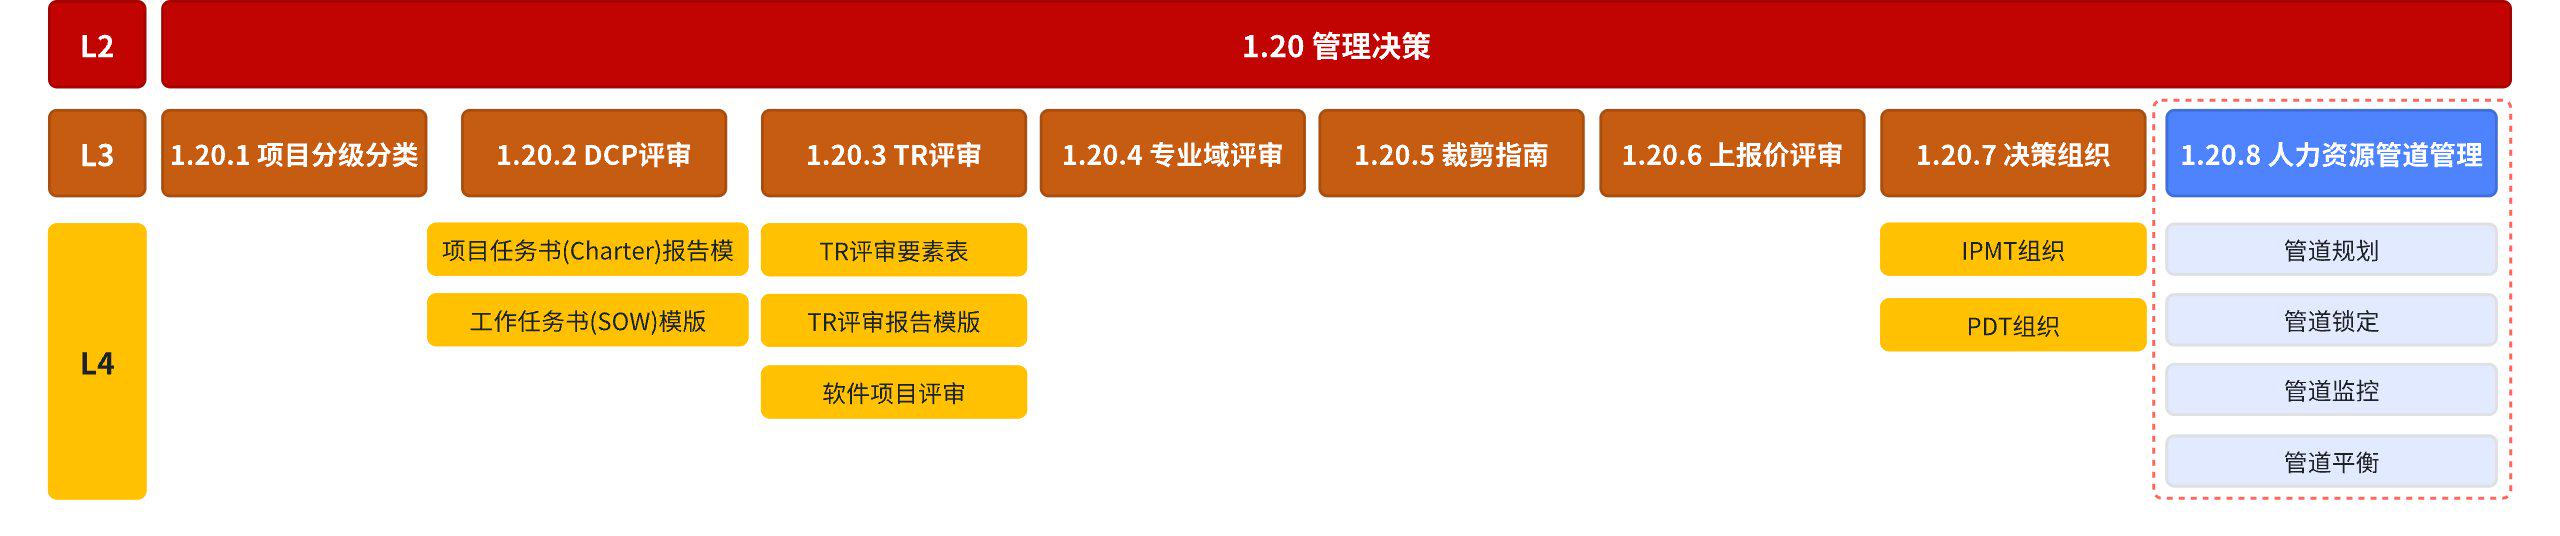 L2
1.20 管理决策
L3
1.20.1 项目分级分类
1.20.2 DCP评审
1.20.3 TR评审
1.20.4 专业域评审
1.20.5 裁剪指南
1.20.6 上报价评审
1.20.7 决策组织
1.20.8 人力资源管道管理
L4
项目任务书(Charter)报告模
工作任务书(SOW)模版
TR评审要素表
TR评审报告模版
软件项目评审
IPMT组织
PDT组织
管道规划
管道锁定
管道监控
管道平衡